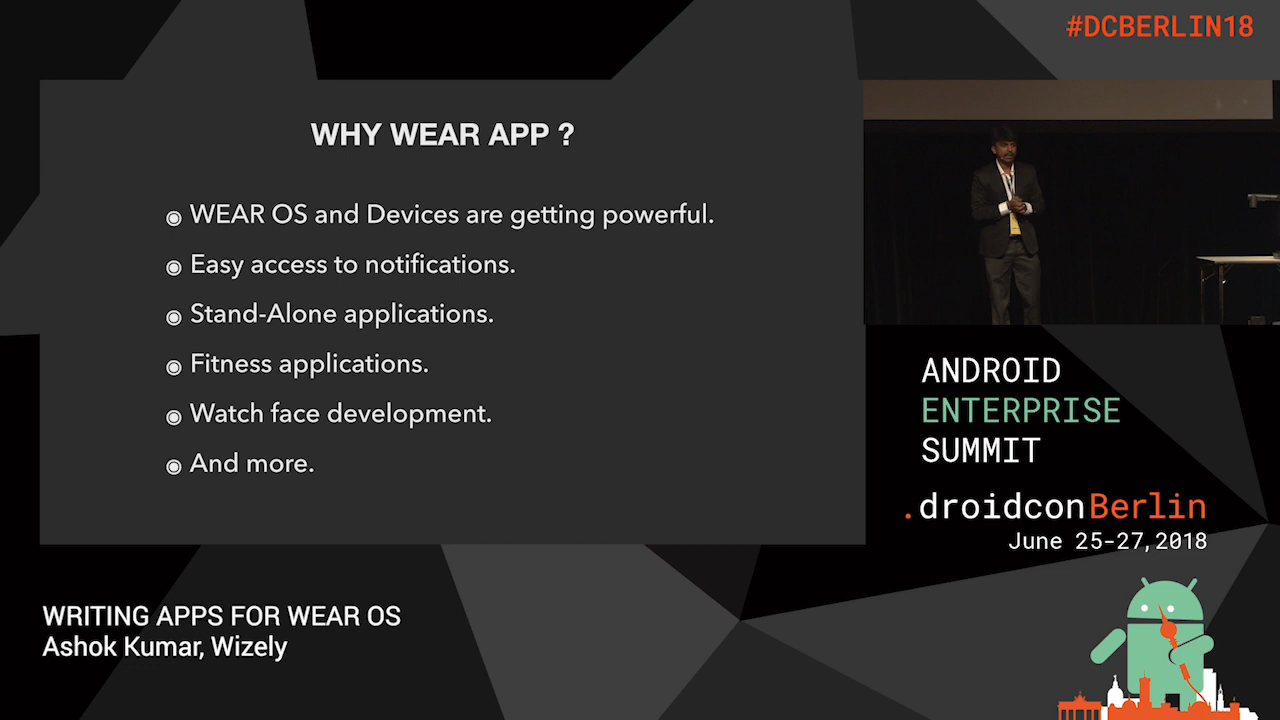 #DCBERLIN18
WHY WEAR APP ?
WEAR OS and Devices are getting powerful.
Easy access to notifications.
Stand-Alone applications.
Fitness applications.
Watch face development.
And more.
ANDROID
ENTERPRISE
SUMMIT
.droidconBerlin
June 25-27,2018
WRITING APPS FOR WEAR OS
Ashok Kumar, Wizely